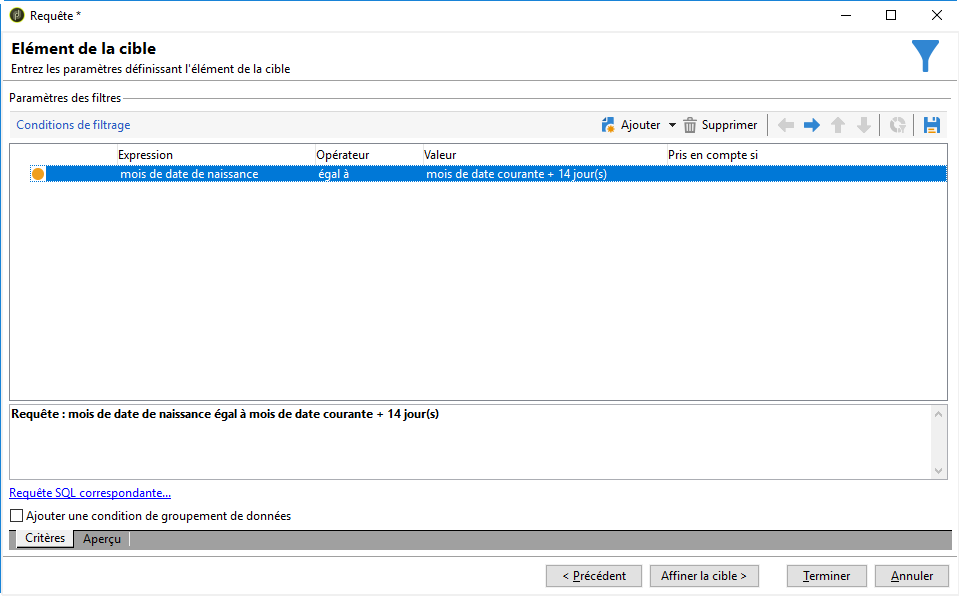 Requête *
Elément de la cible
Entrez les paramètres définissant l'élément de la cible
Paramètres des filtres
Conditions de filtrage Ajouter Supprimer
Expression Opérateur Valeur Pris en compte si
mois de date de naissance égal à mois de date courante + 14 jour(s)
Requête : mois de date de naissance égal à mois de date courante + 14 jour(s)
Requête SQL correspondante...
Ajouter une condition de groupement de données
Critères Aperçu
< Précédent Affiner la cible > Terminer Annuler